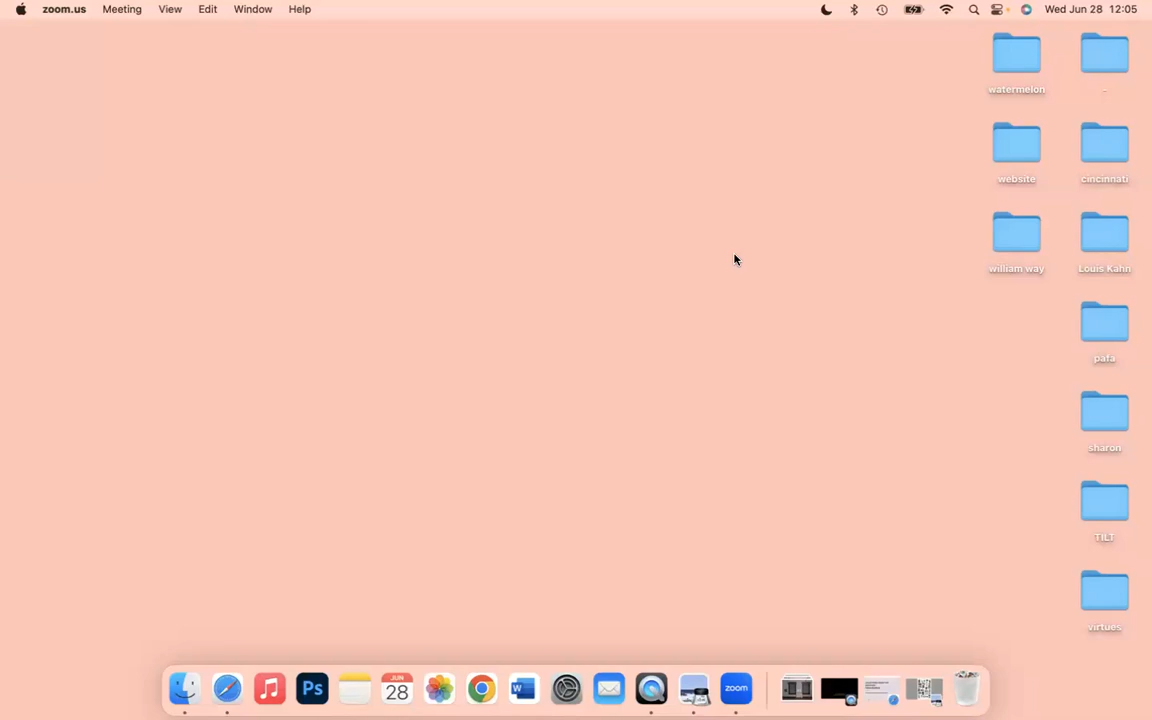 zoom.us Meeting View Edit Window Help Wed Jun 28 12:05
watermelon -
website cincinnati
william way Louis Kahn
pafa
sharon
TILT
virtues
Ps JUN 28 W zoom